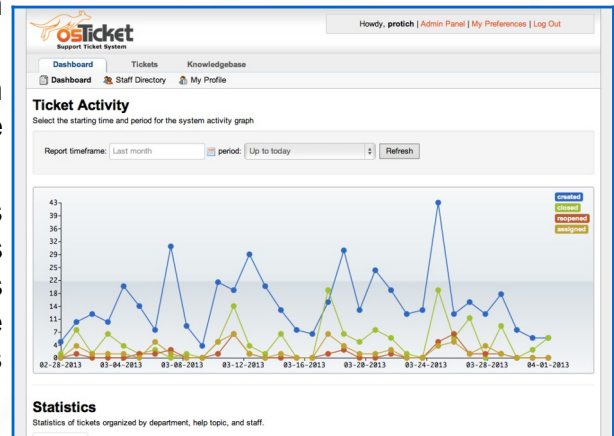 osTicket
Support Ticket System
Howdy, protich | Admin Panel | My Preferences | Log Out
Dashboard Tickets Knowledgebase
Dashboard Staff Directory My Profile
Ticket Activity
Select the starting time and period for the system activity graph
Report timeframe: Last month period: Up to today Refresh
created
closed
reopened
assigned
43
39
36
32
29
25
22
18
14
11
7
4
0
02-28-2013 03-04-2013 03-08-2013 03-12-2013 03-16-2013 03-20-2013 03-24-2013 03-28-2013 04-01-2013
Statistics
Statistics of tickets organized by department, help topic, and staff.